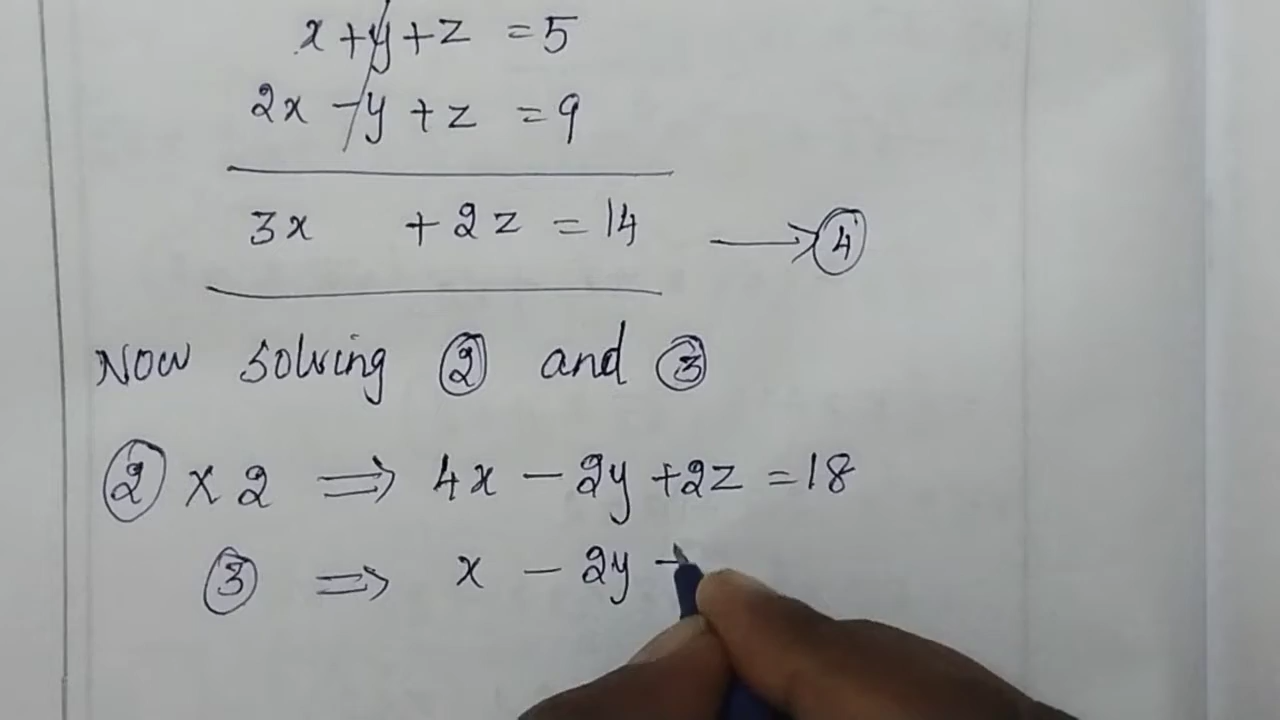 x + y + z = 5
2x - y + z = 9
3x + 2z = 14 → ④
Now solving ② and ③
② × 2 ⇒ 4x - 2y + 2z = 18
③ ⇒ x - 2y -